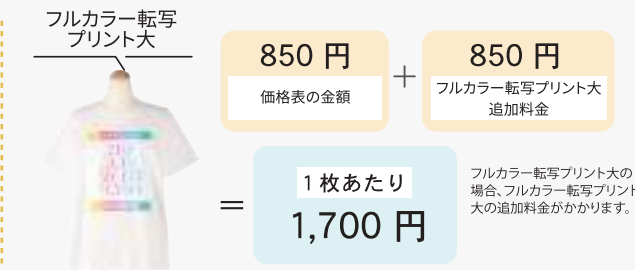 フルカラー転写
プリント大
850 円
価格表の金額
+
850 円
フルカラー転写プリント大
追加料金
=
1枚あたり
1,700 円
フルカラー転写プリント大の
場合、フルカラー転写プリント
大の追加料金がかかります。